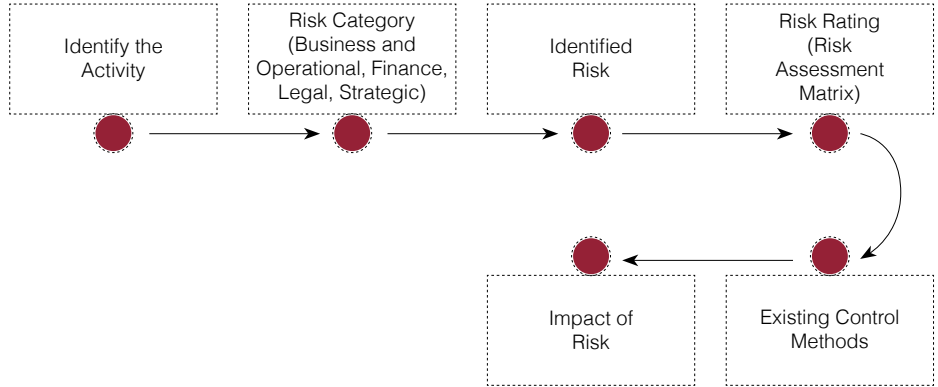 Identify the
Activity
Risk Category
(Business and
Operational, Finance,
Legal, Strategic)
Identified
Risk
Risk Rating
(Risk
Assessment
Matrix)
Impact of
Risk
Existing Control
Methods